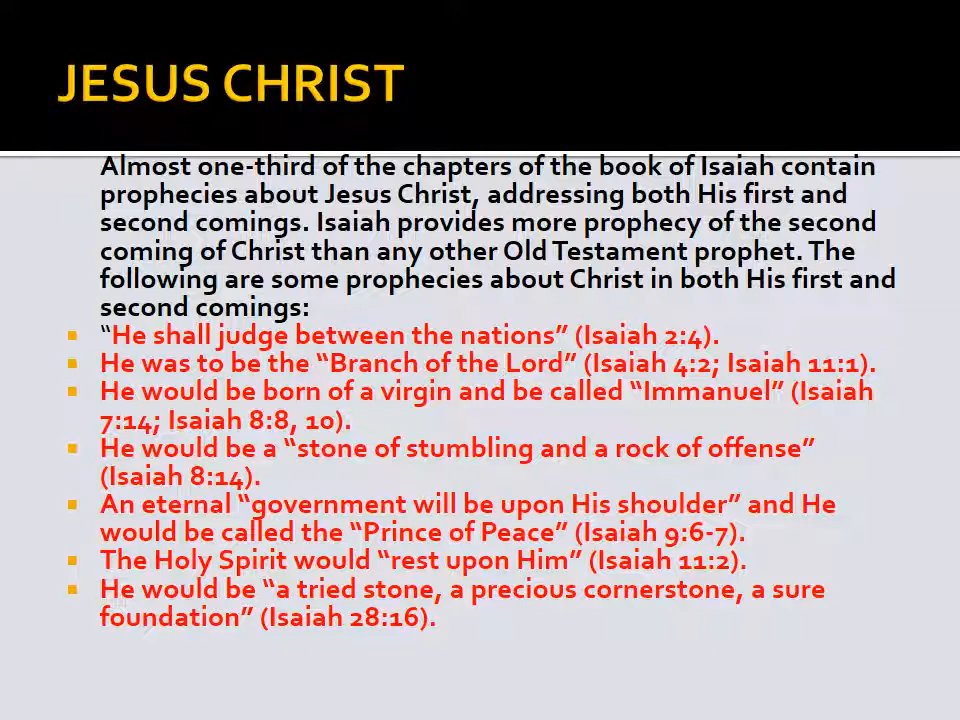 JESUS CHRIST
Almost one-third of the chapters of the book of Isaiah contain
prophecies about Jesus Christ, addressing both His first and
second comings. Isaiah provides more prophecy of the second
coming of Christ than any other Old Testament prophet. The
following are some prophecies about Christ in both His first and
second comings:
“He shall judge between the nations” (Isaiah 2:4).
He was to be the “Branch of the Lord” (Isaiah 4:2; Isaiah 11:1).
He would be born of a virgin and be called “Immanuel” (Isaiah
7:14; Isaiah 8:8, 10).
He would be a “stone of stumbling and a rock of offense”
(Isaiah 8:14).
An eternal “government will be upon His shoulder” and He
would be called the “Prince of Peace” (Isaiah 9:6-7).
The Holy Spirit would “rest upon Him” (Isaiah 11:2).
He would be “a tried stone, a precious cornerstone, a sure
foundation” (Isaiah 28:16).